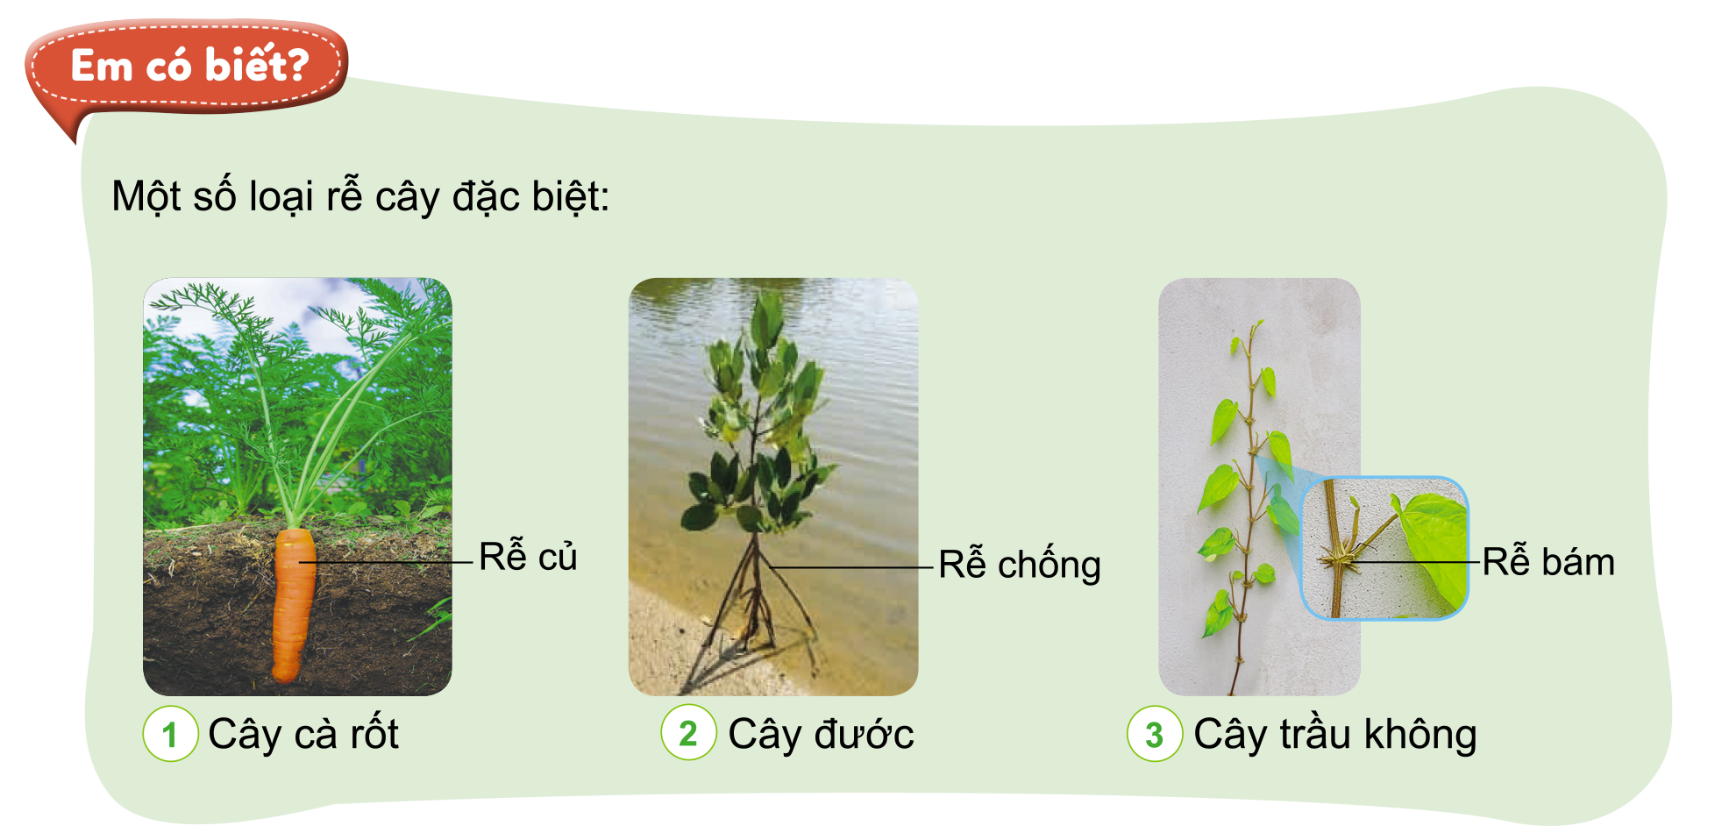 Em có biết?
Một số loại rễ cây đặc biệt:
Rễ củ
Rễ chống
Rễ bám
1 Cây cà rốt
2 Cây đước
3 Cây trầu không